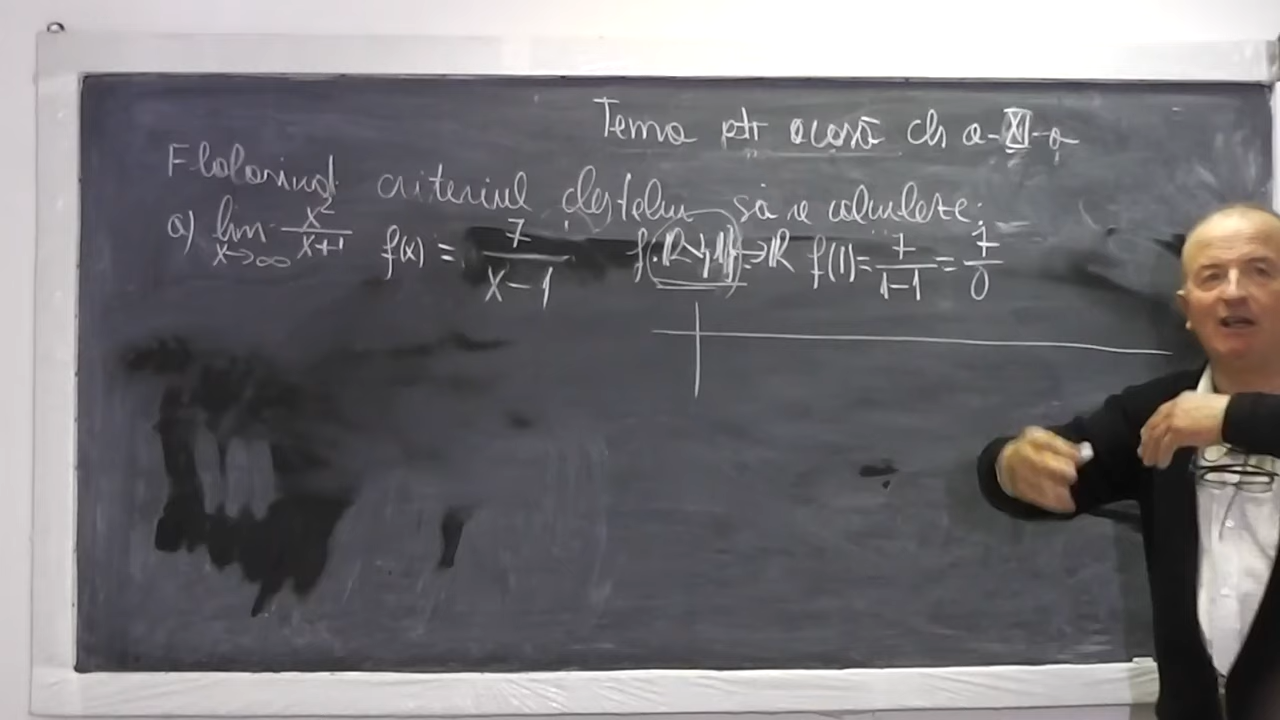 Tema ptr acasă cls a-XI-a
Folosind criteriul cleștelui să se calculeze:
a) lim x→∞ x²/x+1 f(x) = 7/x-1 f: R\{1}→R f(1)=7/1-1=7/0